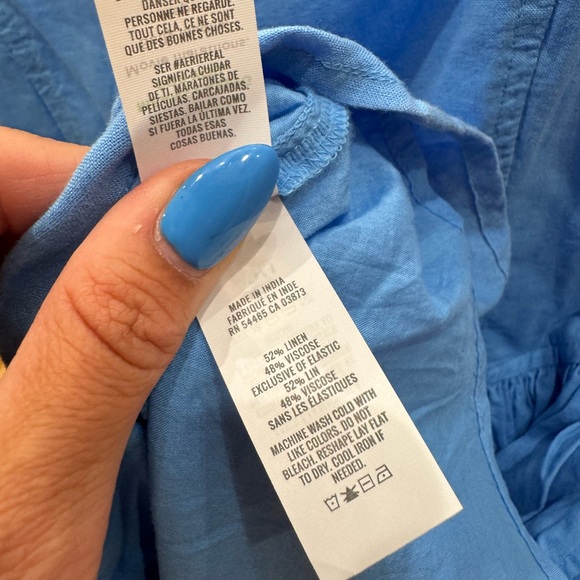 DANSER QUE
PERSONNE NE REGARDE.
TOUT CELA, CE NE SONT
QUE DES BONNES CHOSES.
SER #AERIEREAL
SIGNIFICA CUIDAR
DE TI. MARATONES DE
PELÍCULAS. CARCAJADAS.
SIESTAS. BAILAR COMO
SI FUERA LA ÚLTIMA VEZ.
TODAS ESAS
COSAS BUENAS.
MADE IN INDIA
FABRIQUÉ EN INDE
RN 54485 CA 03873
52% LINEN
48% VISCOSE
EXCLUSIVE OF ELASTIC
52% LIN
48% VISCOSE
SANS LES ÉLASTIQUES
MACHINE WASH COLD WITH
LIKE COLORS. DO NOT
BLEACH. RESHAPE LAY FLAT
TO DRY. COOL IRON IF
NEEDED.